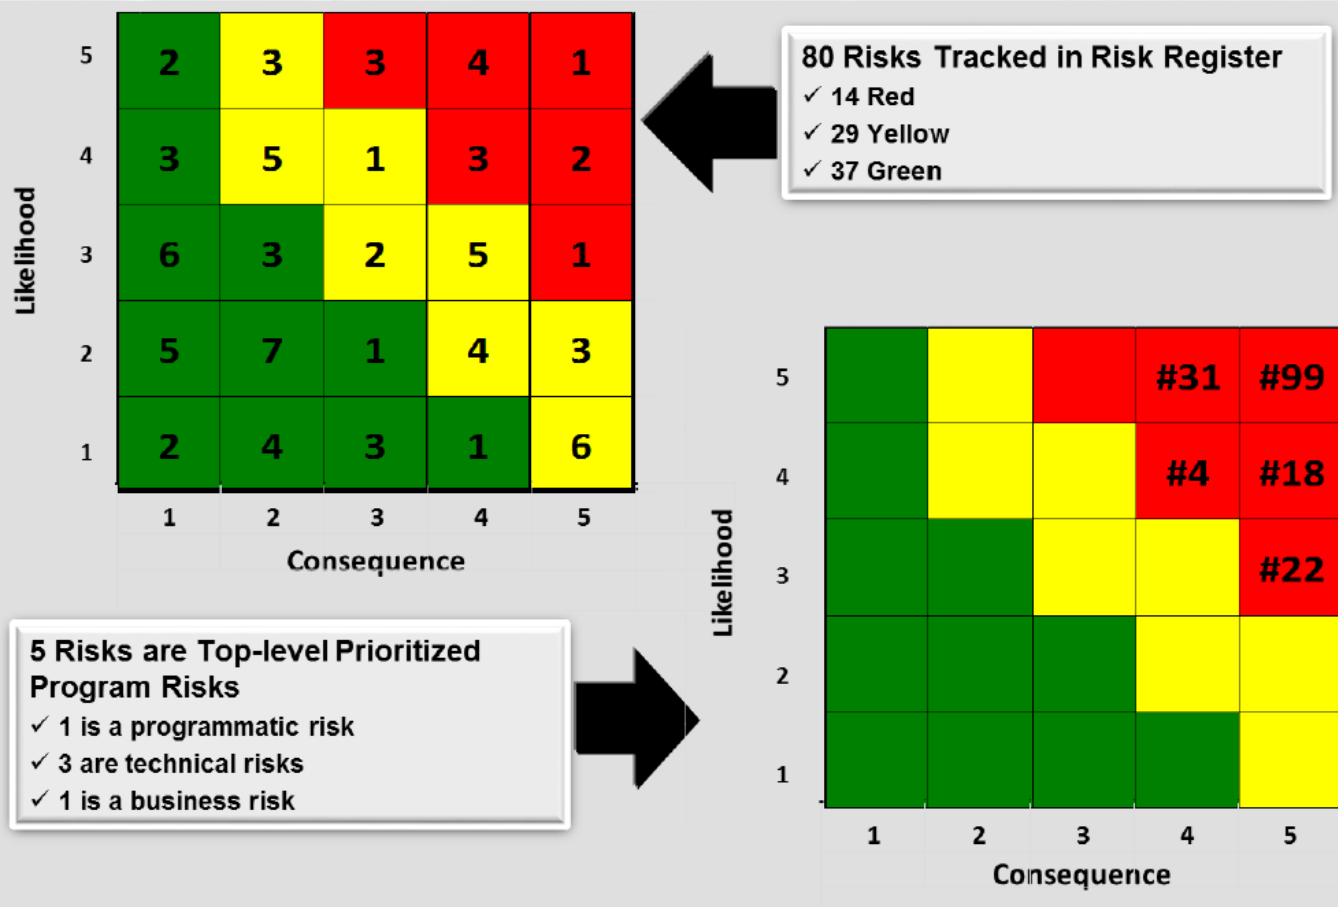 5 2 3 3 4 1
4 3 5 1 3 2
3 6 3 2 5 1
2 5 7 1 4 3
1 2 4 3 1 6
1 2 3 4 5
Likelihood
Consequence
80 Risks Tracked in Risk Register
✓ 14 Red
✓ 29 Yellow
✓ 37 Green
5 Risks are Top-level Prioritized
Program Risks
✓ 1 is a programmatic risk
✓ 3 are technical risks
✓ 1 is a business risk
5 #31 #99
4 #4 #18
3 #22
2
1
1 2 3 4 5
Likelihood
Consequence